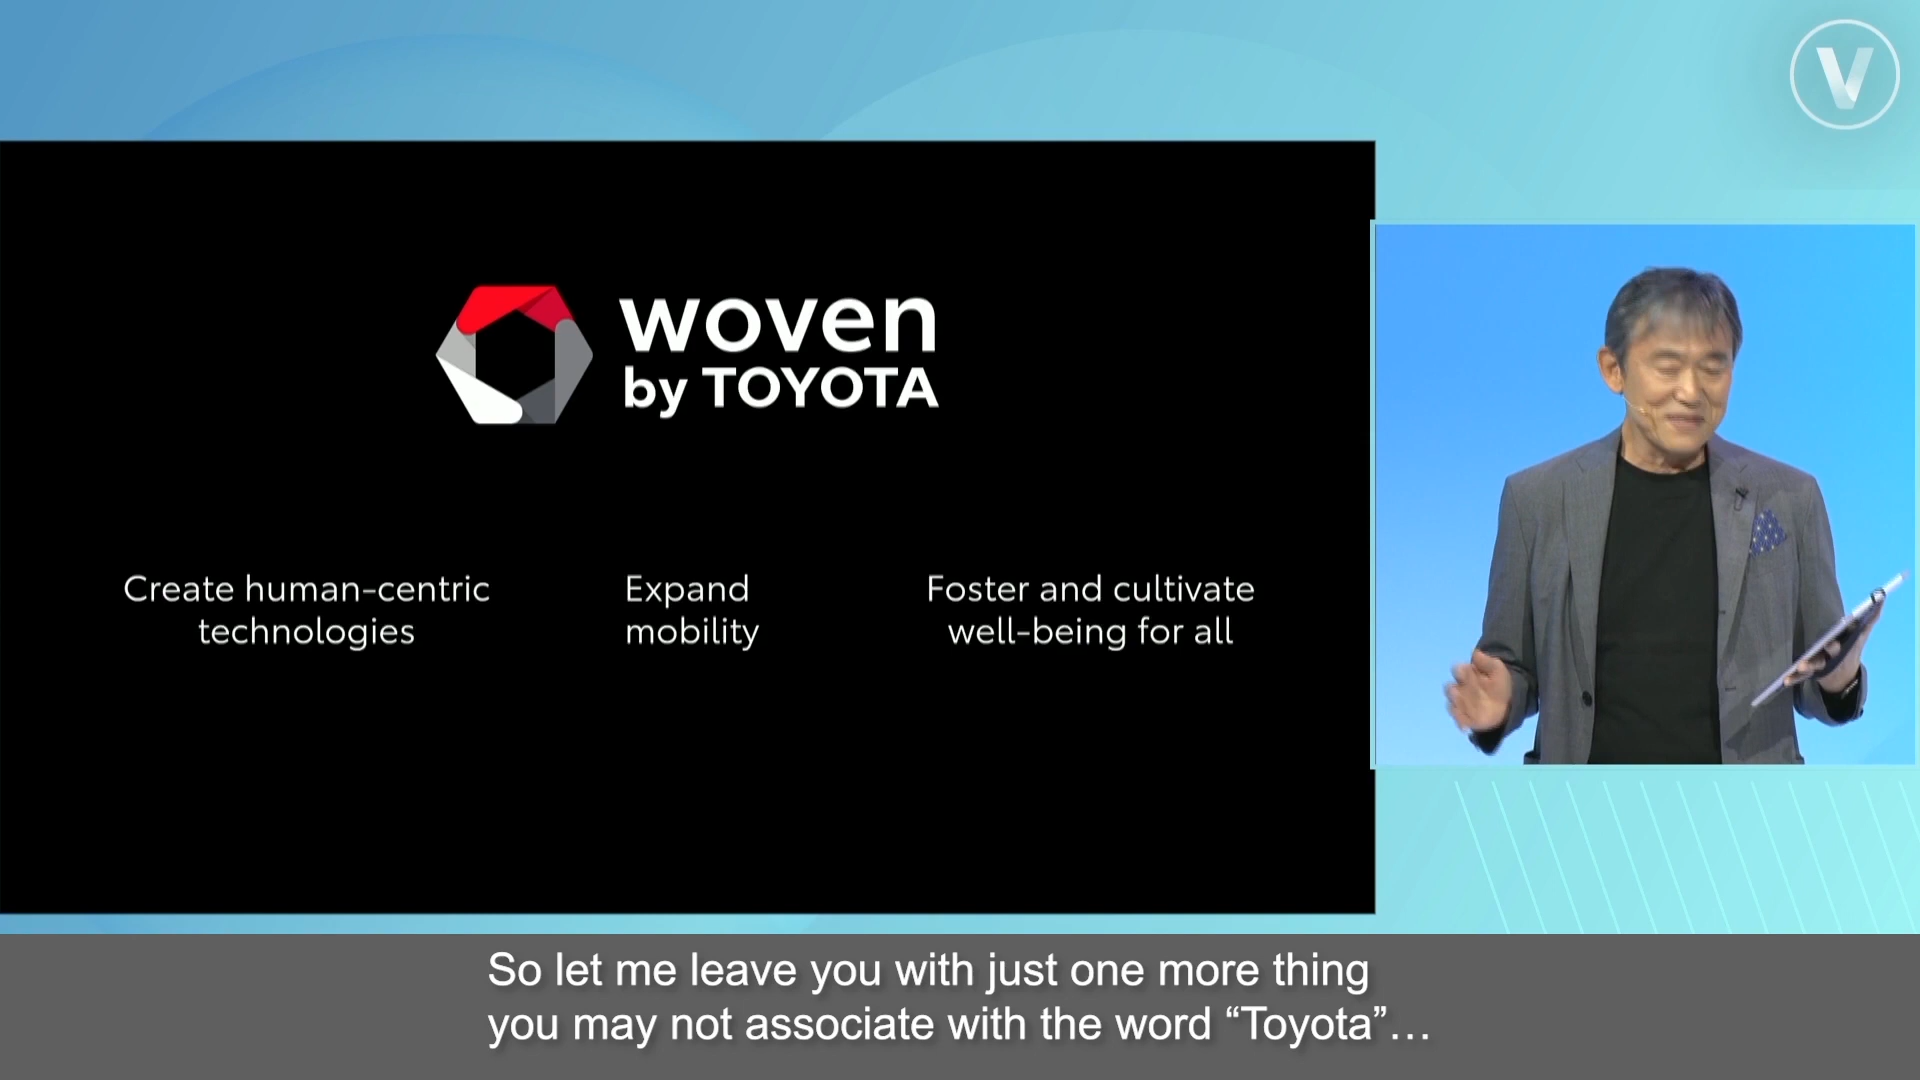 V
woven
by TOYOTA
Create human-centric
technologies
Expand
mobility
Foster and cultivate
well-being for all
So let me leave you with just one more thing
you may not associate with the word “Toyota”…